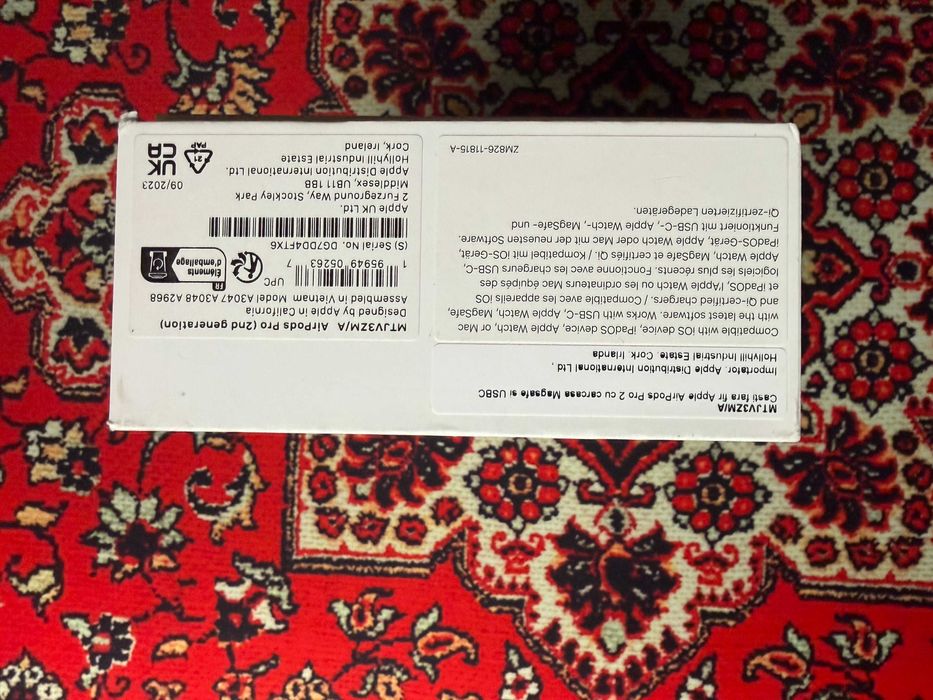 MTJV3ZM/A
Casti fara fir Apple AirPods Pro 2 cu carcasa Magsafe si USBC
Importator. Apple Distribution International Ltd ,
Hollyhill Industrial Estate. Cork. Irlanda
Compatible with iOS device, iPadOS device, Apple Watch, or Mac
with the latest software. Works with USB-C, Apple Watch, MagSafe,
and Qi-certified chargers. / Compatible avec les appareils iOS
et iPadOS, l'Apple Watch ou les ordinateurs Mac équipés des
logiciels les plus récents. Fonctionne avec les chargeurs USB-C,
Apple Watch, MagSafe et certifiés Qi. / Kompatibel mit iOS-Gerät,
iPadOS-Gerät, Apple Watch oder Mac mit der neuesten Software.
Funktioniert mit USB-C-, Apple Watch-, MagSafe- und
Qi-zertifizierten Ladegeräten.
ZM826-11815-A
MTJV3ZM/A AirPods Pro (2nd generation)
Designed by Apple in California
Assembled in Vietnam Model A3047 A3048 A2968
UPC
1 95949 05263 7
FR
Éléments
d'emballage
(S) Serial No. DG7D4FTX6
Apple UK Ltd.
2 Furzeground Way, Stockley Park
Middlesex, UB11 1BB
Apple Distribution International Ltd.
Hollyhill Industrial Estate
Cork, Ireland
09/2023
UK
CA
21
PAP